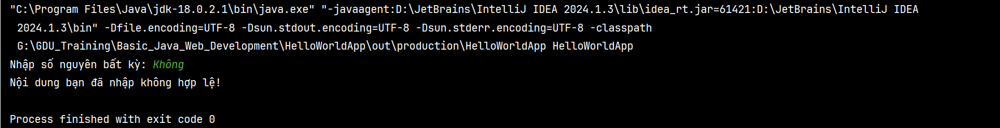 "C:\Program Files\Java\jdk-18.0.2.1\bin\java.exe" "-javaagent:D:\JetBrains\IntelliJ IDEA 2024.1.3\lib\idea_rt.jar=61421:D:\JetBrains\IntelliJ IDEA
2024.1.3\bin" -Dfile.encoding=UTF-8 -Dsun.stdout.encoding=UTF-8 -Dsun.stderr.encoding=UTF-8 -classpath
G:\GDU_Training\Basic_Java_Web_Development\HelloWorldApp\out\production\HelloWorldApp HelloWorldApp
Nhập số nguyên bất kỳ: Không
Nội dung bạn đã nhập không hợp lệ!
Process finished with exit code 0